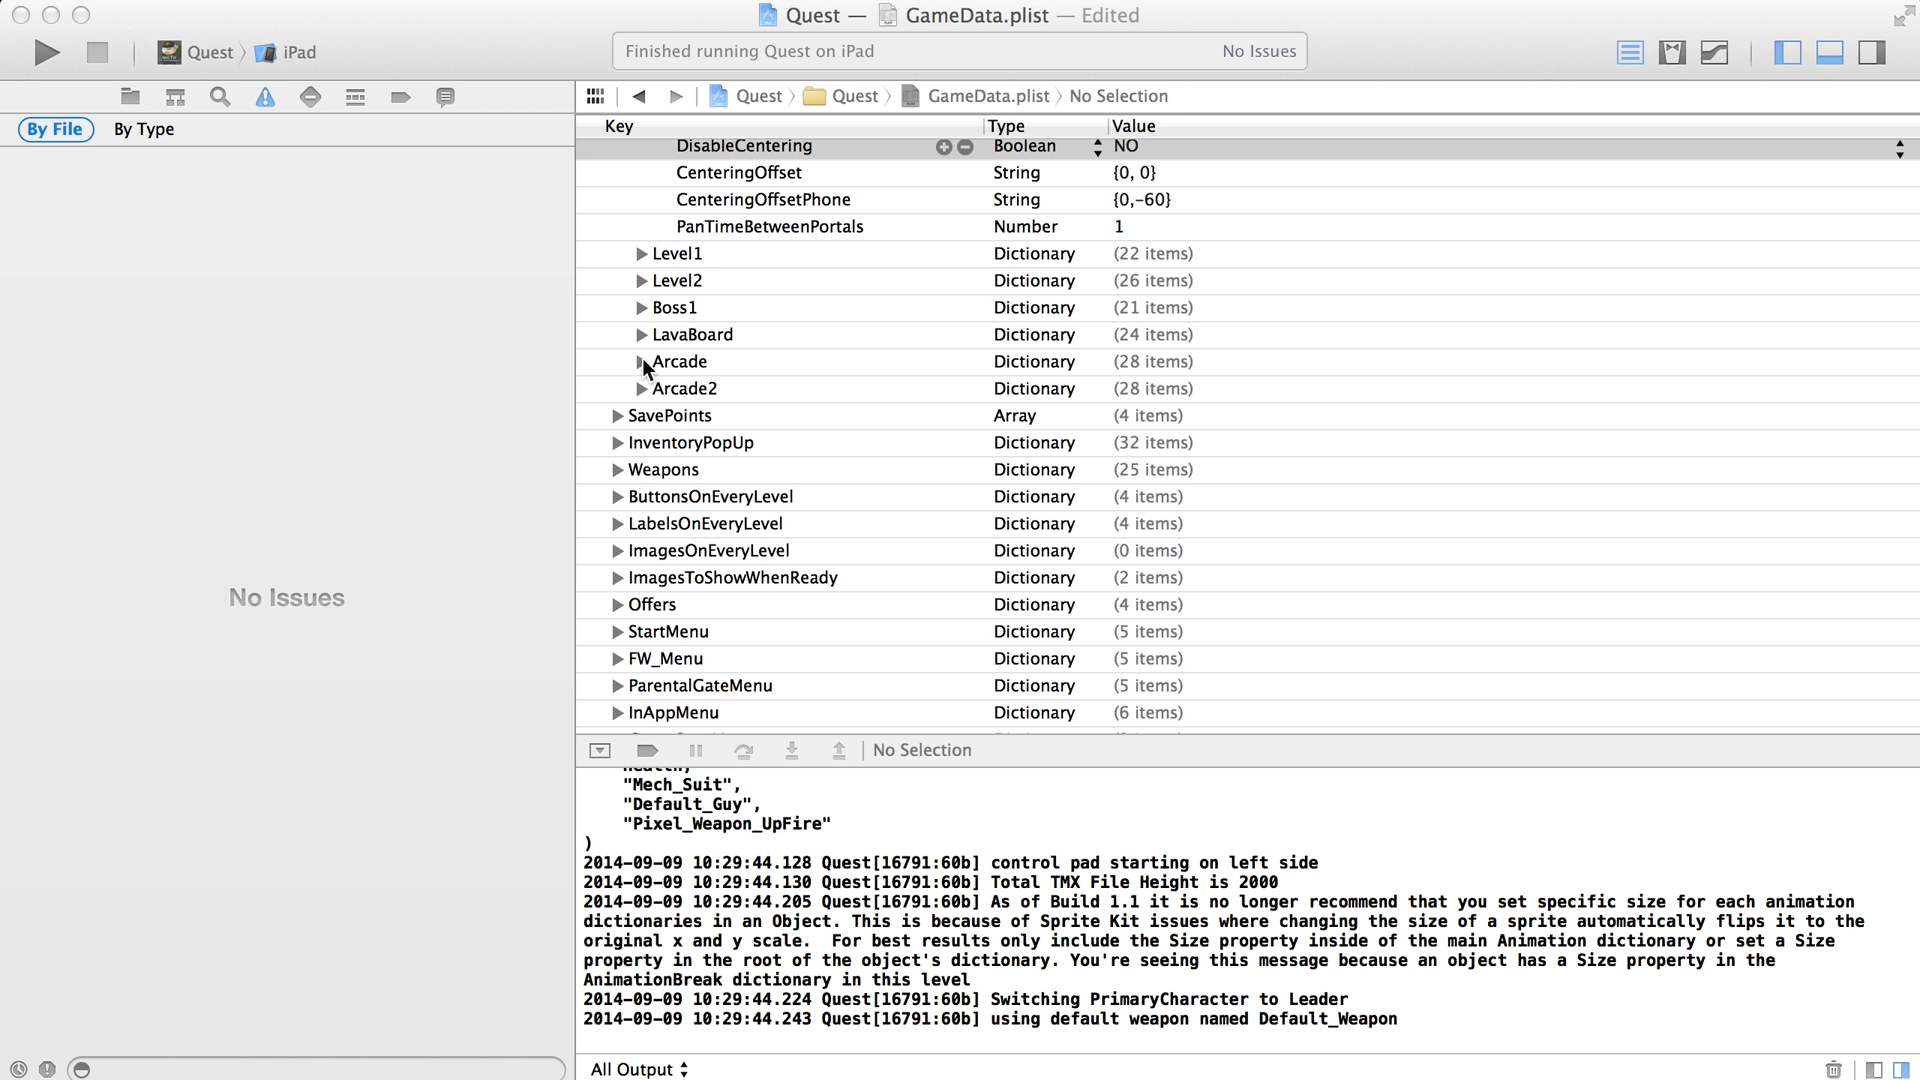 Quest — GameData.plist — Edited
Quest iPad
Finished running Quest on iPad No Issues
Quest Quest GameData.plist No Selection
By File By Type
Key Type Value
DisableCentering Boolean NO
CenteringOffset String {0, 0}
CenteringOffsetPhone String {0,-60}
PanTimeBetweenPortals Number 1
Level1 Dictionary (22 items)
Level2 Dictionary (26 items)
Boss1 Dictionary (21 items)
LavaBoard Dictionary (24 items)
Arcade Dictionary (28 items)
Arcade2 Dictionary (28 items)
SavePoints Array (4 items)
InventoryPopUp Dictionary (32 items)
Weapons Dictionary (25 items)
ButtonsOnEveryLevel Dictionary (4 items)
LabelsOnEveryLevel Dictionary (4 items)
ImagesOnEveryLevel Dictionary (0 items)
ImagesToShowWhenReady Dictionary (2 items)
Offers Dictionary (4 items)
StartMenu Dictionary (5 items)
FW_Menu Dictionary (5 items)
ParentalGateMenu Dictionary (5 items)
InAppMenu Dictionary (6 items)
No Issues
No Selection
"Mech_Suit",
"Default_Guy",
"Pixel_Weapon_UpFire"
)
2014-09-09 10:29:44.128 Quest[16791:60b] control pad starting on left side
2014-09-09 10:29:44.130 Quest[16791:60b] Total TMX File Height is 2000
2014-09-09 10:29:44.205 Quest[16791:60b] As of Build 1.1 it is no longer recommend that you set specific size for each animation
dictionaries in an Object. This is because of Sprite Kit issues where changing the size of a sprite automatically flips it to the
original x and y scale.  For best results only include the Size property inside of the main Animation dictionary or set a Size
property in the root of the object's dictionary. You're seeing this message because an object has a Size property in the
AnimationBreak dictionary in this level
2014-09-09 10:29:44.224 Quest[16791:60b] Switching PrimaryCharacter to Leader
2014-09-09 10:29:44.243 Quest[16791:60b] using default weapon named Default_Weapon
All Output